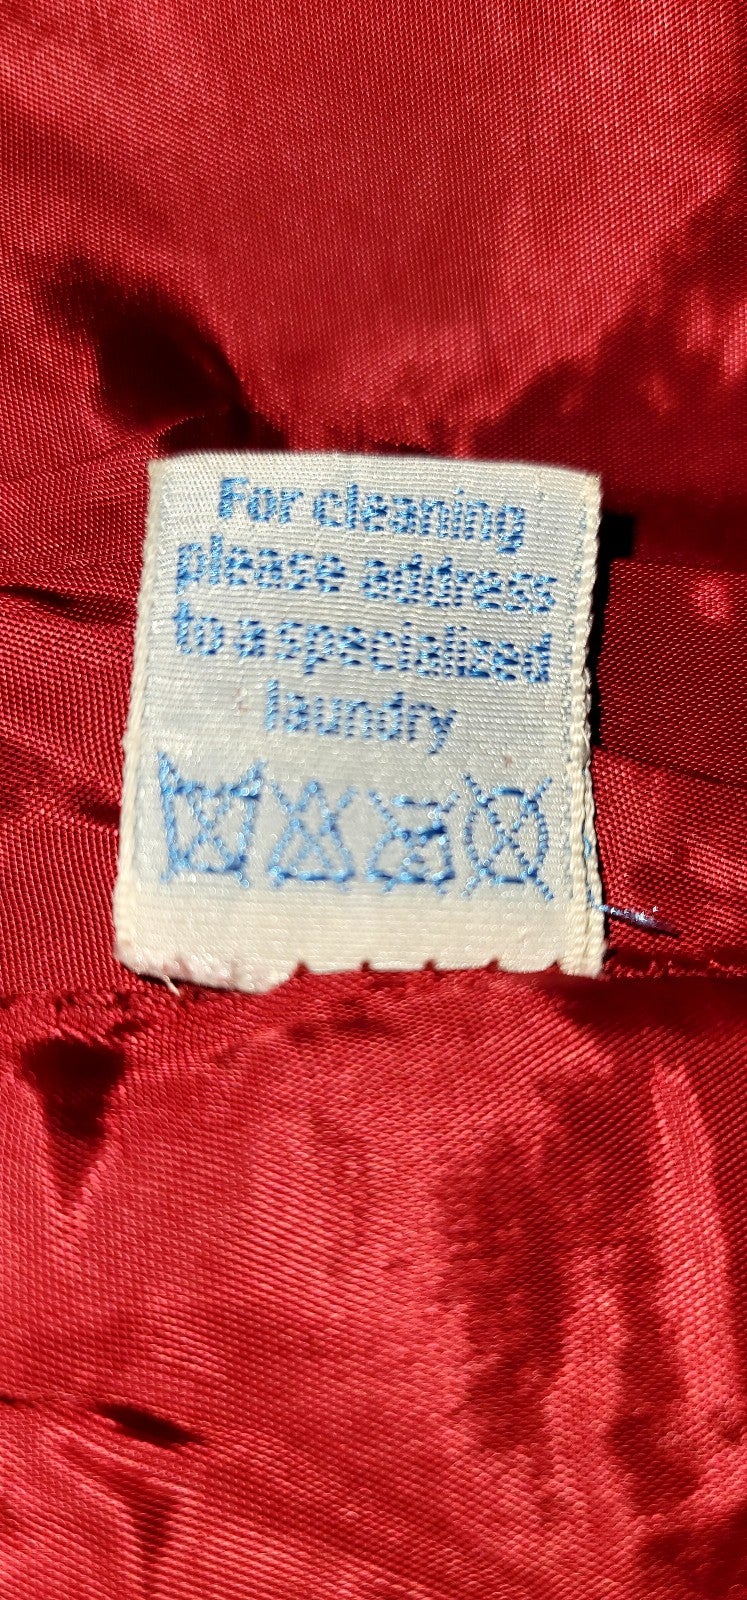 For cleaning
please address
to a specialized
laundry